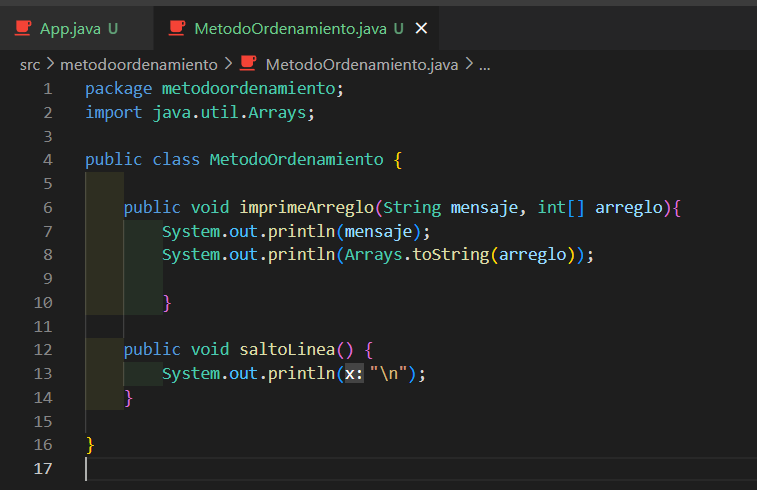 App.java U MetodoOrdenamiento.java U ×
src > metodoordenamiento > MetodoOrdenamiento.java > ...
1 package metodoordenamiento;
2 import java.util.Arrays;
3
4 public class MetodoOrdenamiento {
5
6 public void imprimeArreglo(String mensaje, int[] arreglo){
7 System.out.println(mensaje);
8 System.out.println(Arrays.toString(arreglo));
9
10 }
11
12 public void saltoLinea() {
13 System.out.println(x: "\n");
14 }
15
16 }
17